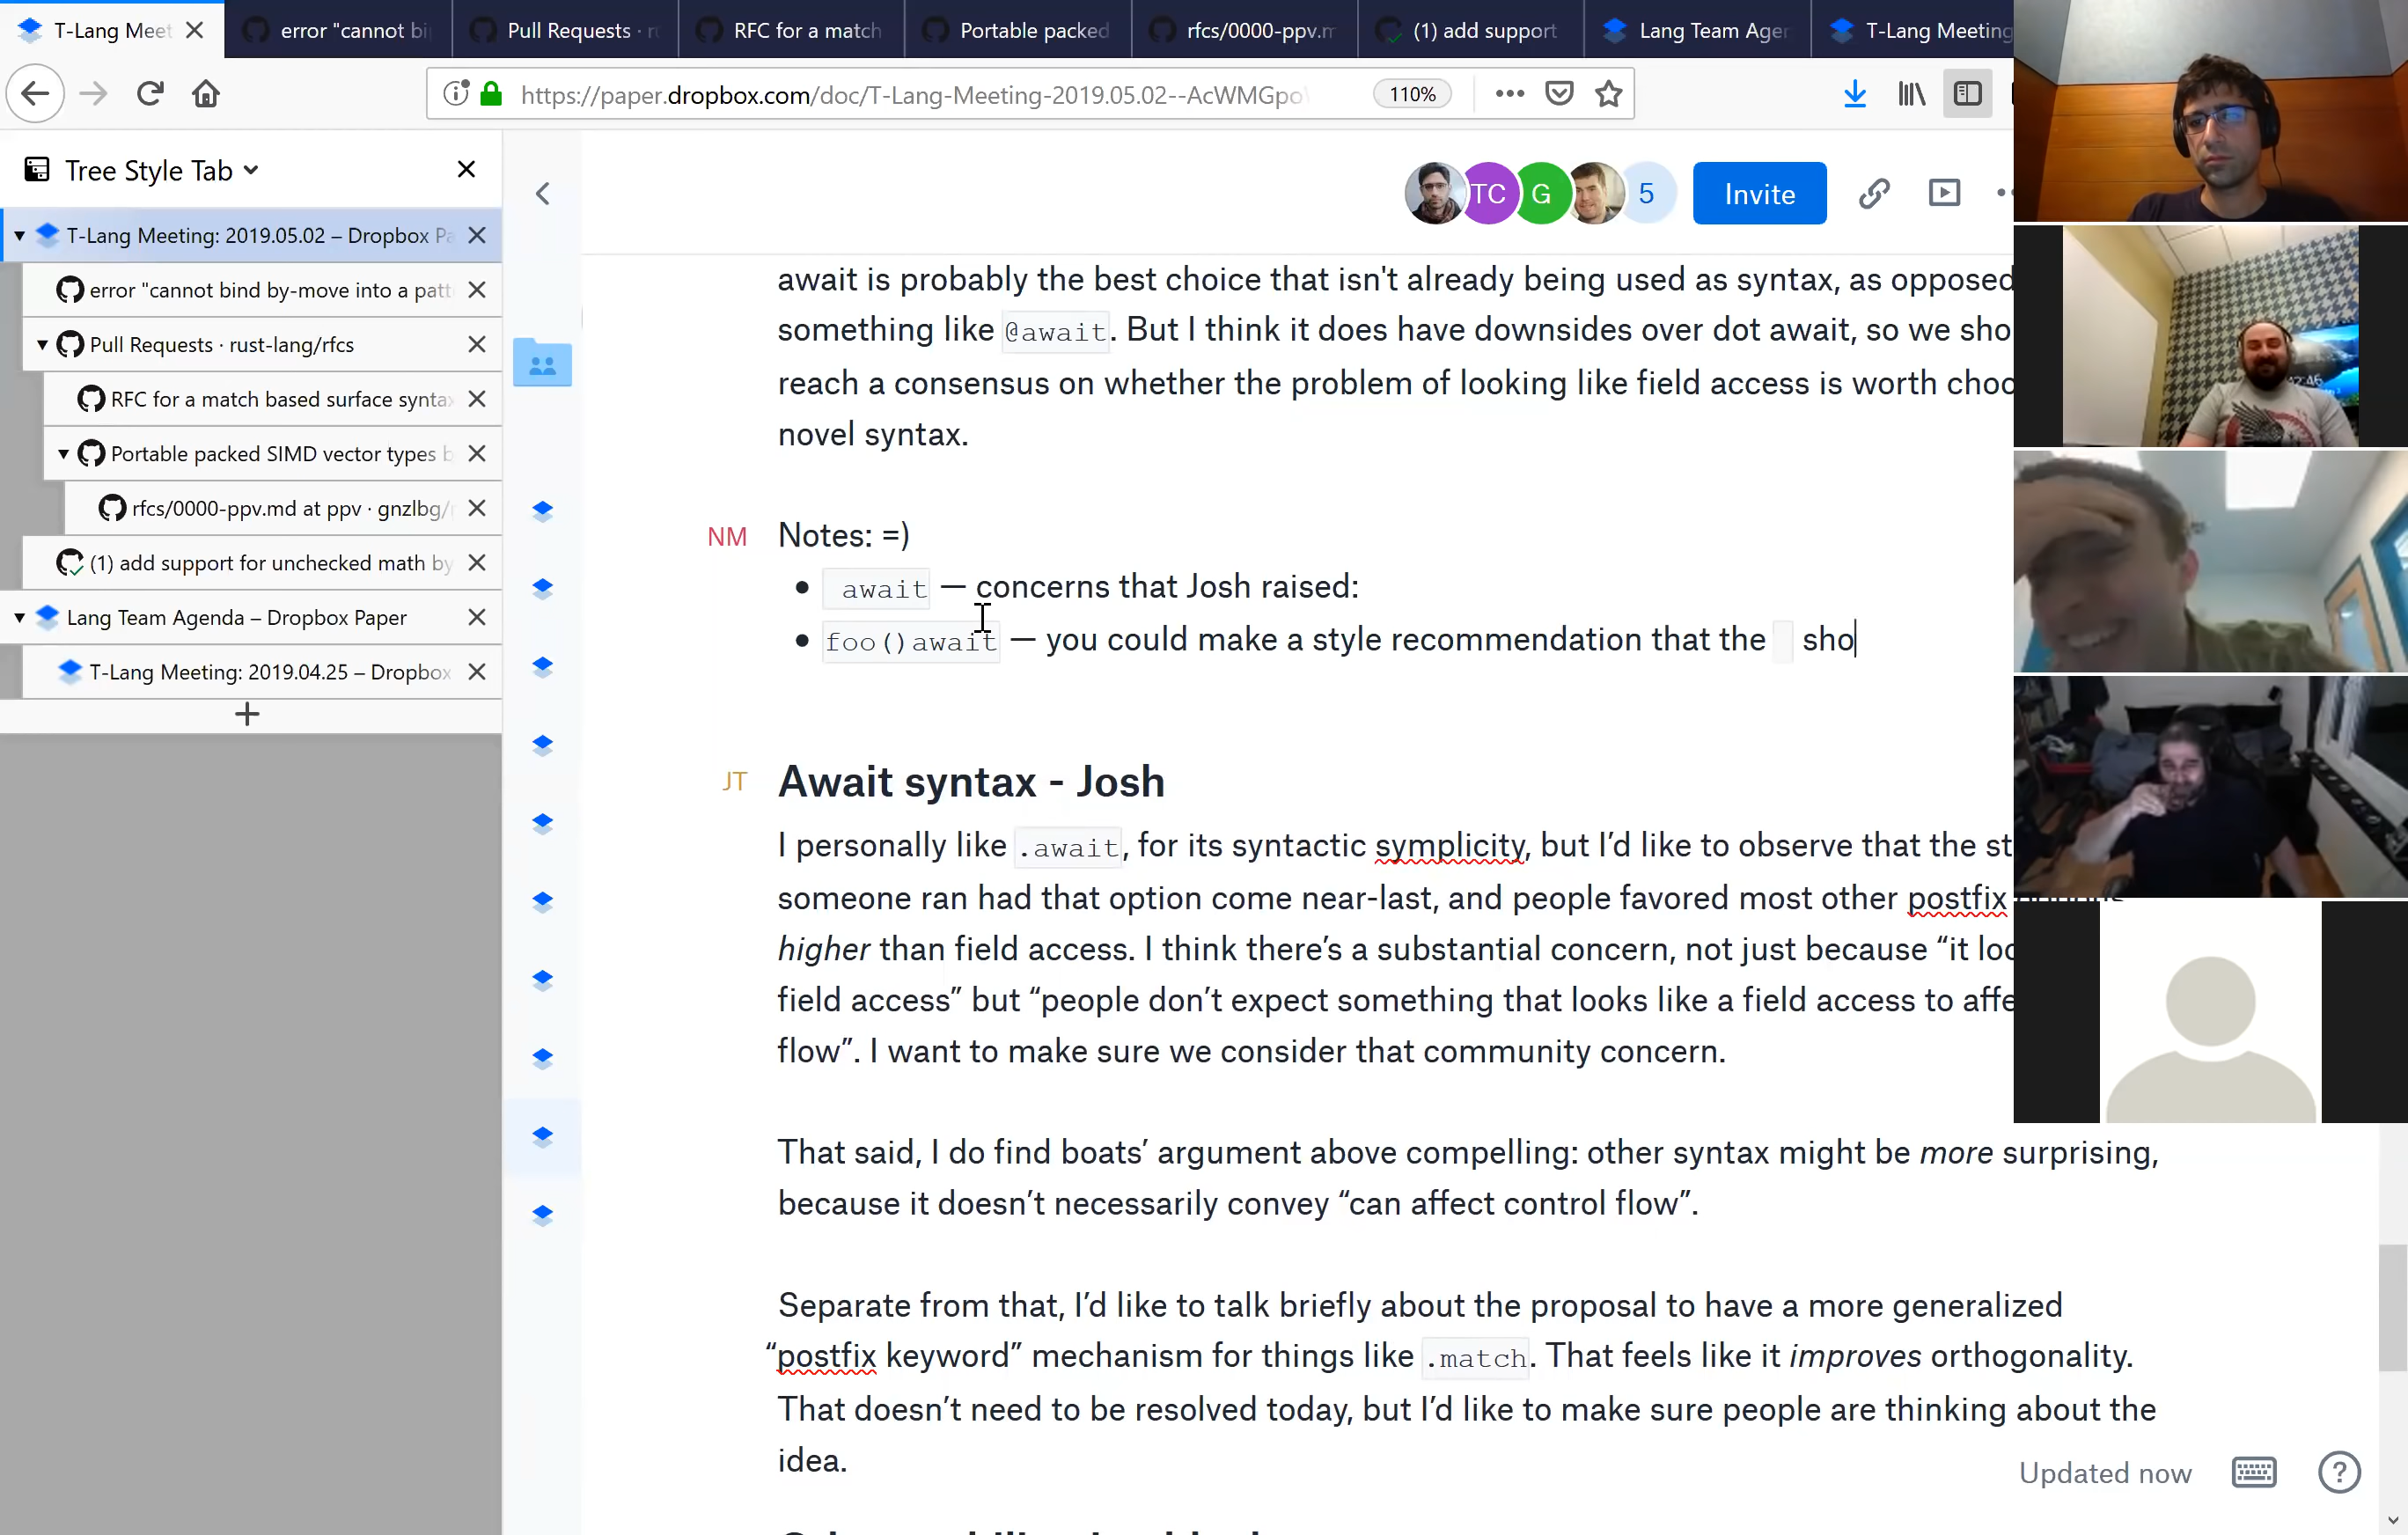 T-Lang Meet
error "cannot bi
Pull Requests · r
RFC for a match
Portable packed
rfcs/0000-ppv.m
(1) add support
Lang Team Agen
T-Lang Meeting
https://paper.dropbox.com/doc/T-Lang-Meeting-2019.05.02--AcWMGpo
110%
Tree Style Tab
T-Lang Meeting: 2019.05.02 – Dropbox Pa
error "cannot bind by-move into a patt
Pull Requests · rust-lang/rfcs
RFC for a match based surface syntax
Portable packed SIMD vector types b
rfcs/0000-ppv.md at ppv · gnzlbg/r
(1) add support for unchecked math by
Lang Team Agenda – Dropbox Paper
T-Lang Meeting: 2019.04.25 – Dropbox
TC G 5 Invite
await is probably the best choice that isn't already being used as syntax, as opposed
something like @await. But I think it does have downsides over dot await, so we sho
reach a consensus on whether the problem of looking like field access is worth choo
novel syntax.
NM Notes: =)
• await — concerns that Josh raised:
• foo()await — you could make a style recommendation that the sho
JT Await syntax - Josh
I personally like .await, for its syntactic symplicity, but I’d like to observe that the st
someone ran had that option come near-last, and people favored most other postfix
higher than field access. I think there’s a substantial concern, not just because “it loo
field access” but “people don’t expect something that looks like a field access to affe
flow”. I want to make sure we consider that community concern.
That said, I do find boats’ argument above compelling: other syntax might be more surprising,
because it doesn’t necessarily convey “can affect control flow”.
Separate from that, I’d like to talk briefly about the proposal to have a more generalized
“postfix keyword” mechanism for things like .match. That feels like it improves orthogonality.
That doesn’t need to be resolved today, but I’d like to make sure people are thinking about the
idea.
Updated now